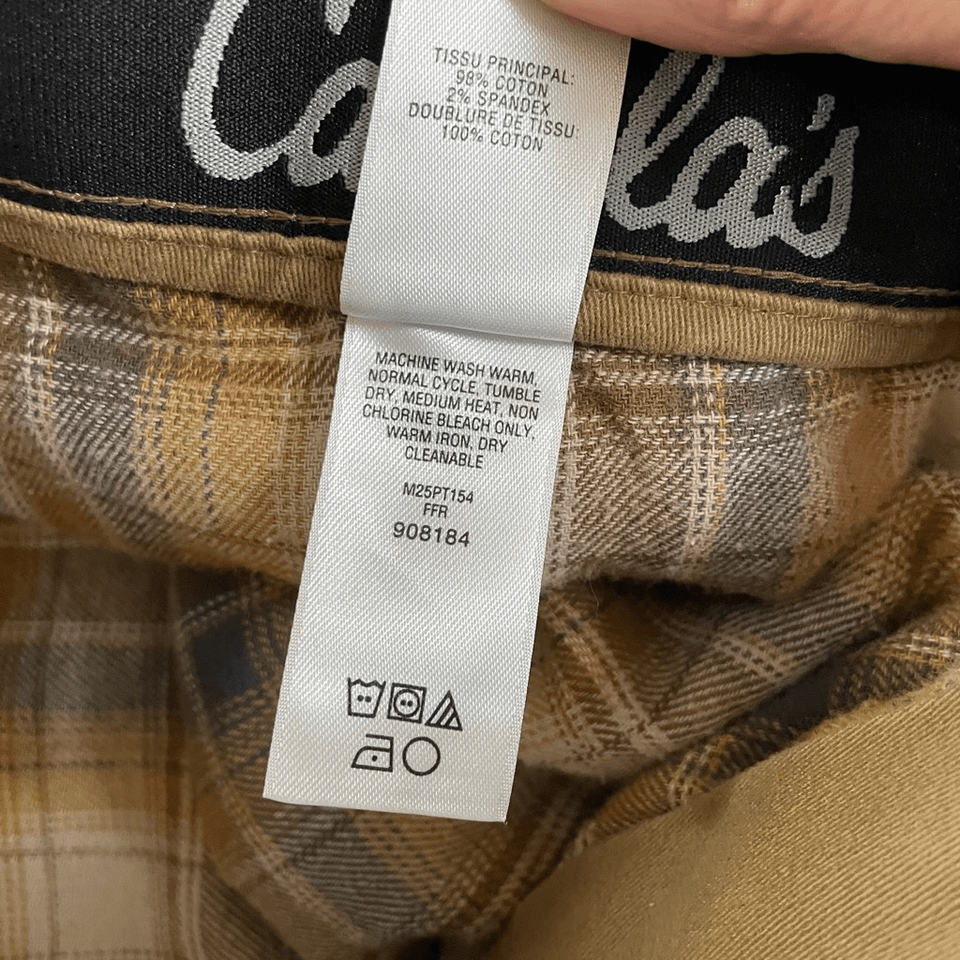 TISSU PRINCIPAL:
98% COTON
2% SPANDEX
DOUBLURE DE TISSU:
100% COTON
MACHINE WASH WARM,
NORMAL CYCLE, TUMBLE
DRY, MEDIUM HEAT, NON
CHLORINE BLEACH ONLY,
WARM IRON, DRY
CLEANABLE
M25PT154
FFR
908184